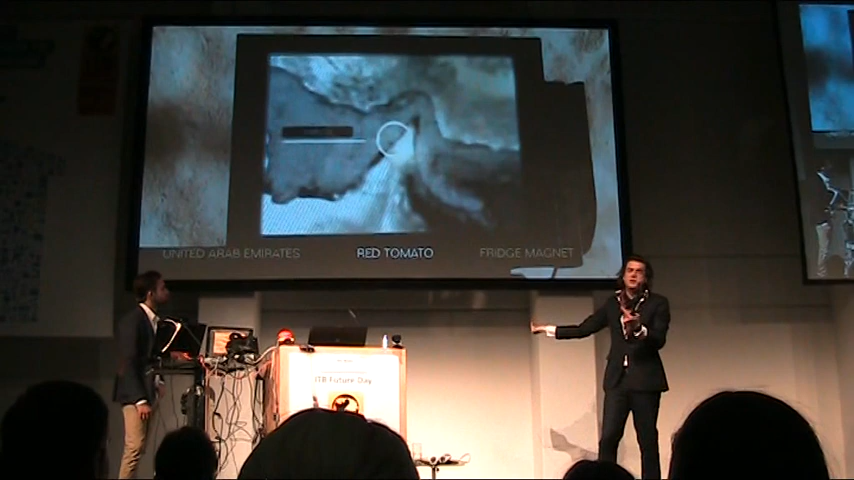 UNITED ARAB EMIRATES
RED TOMATO
FRIDGE MAGNET
ITB Future Day